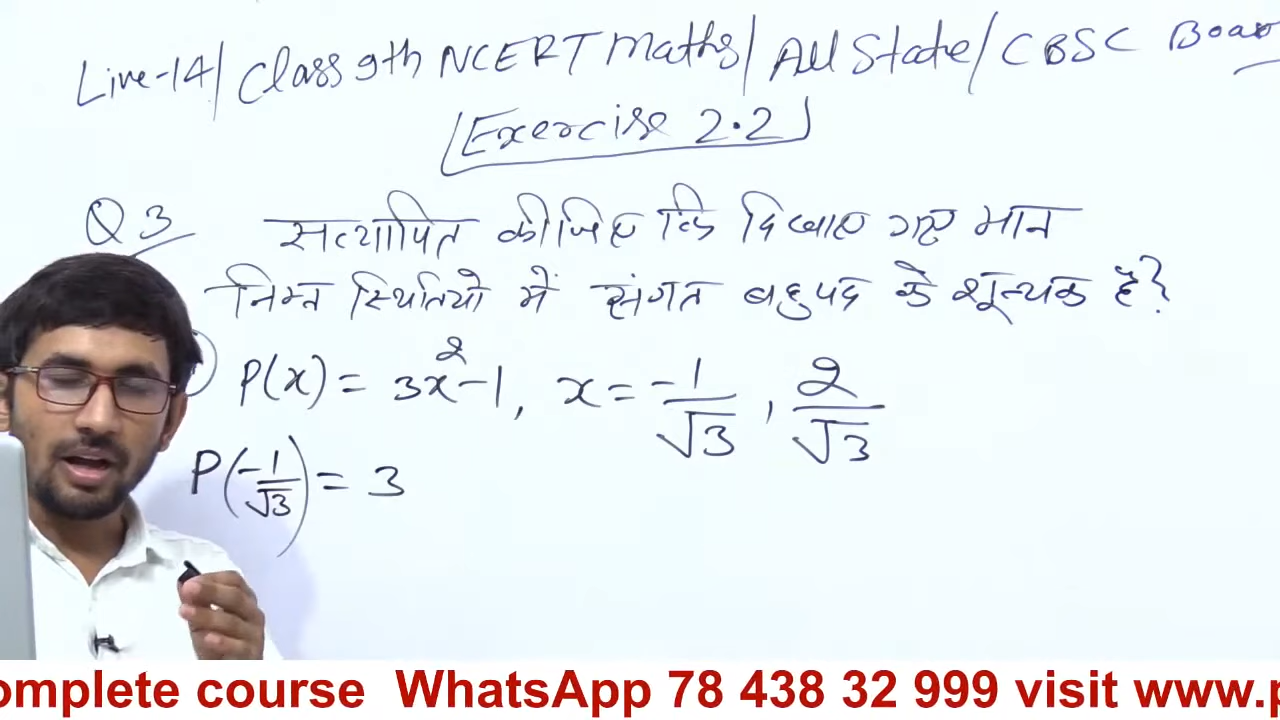 Live-14/ Class 9th NCERT Maths/ All State/ CBSC Boar
Exercise 2.2
Q 3 सत्यापित कीजिए कि दिखाए गए मान
निम्न स्थितियो में संगत बहुपद के शून्यक है?
P(x) = 3x²-1, x = -1/√3, 2/√3
P(-1/√3) = 3
omplete course WhatsApp 78 438 32 999 visit www.p